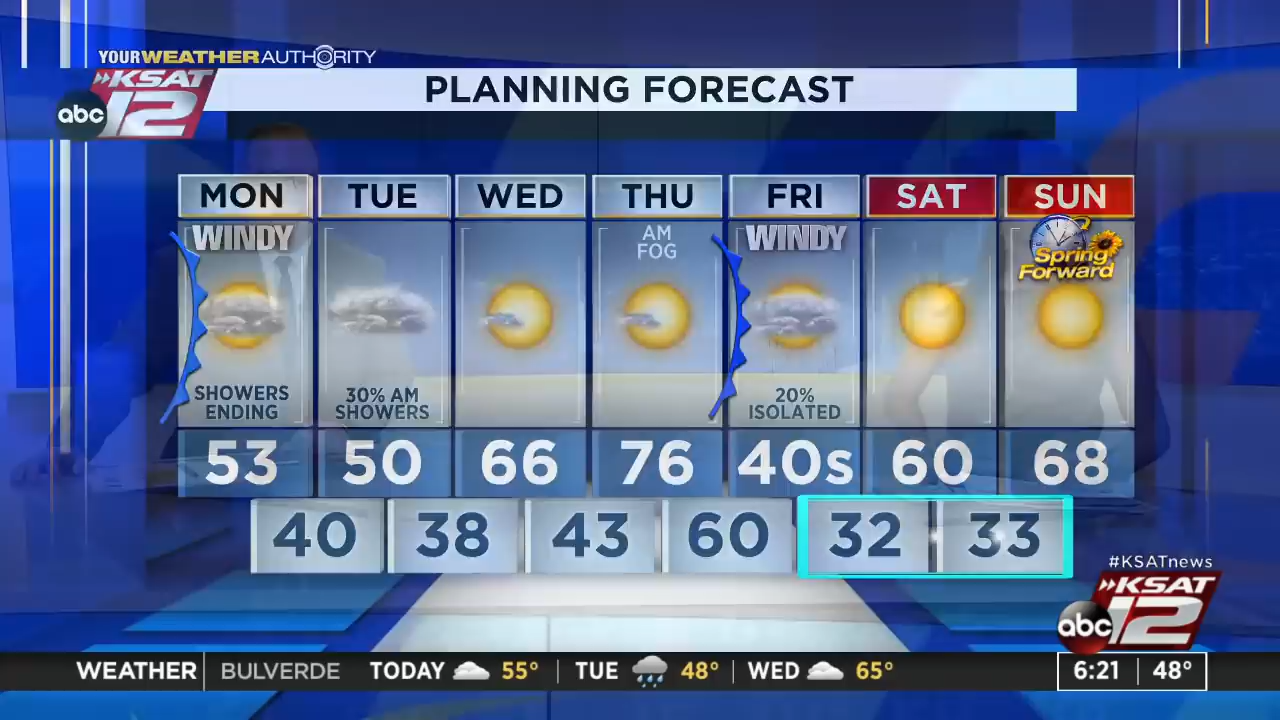 YOURWEATHERAUTHORITY
KSAT
abc 12
PLANNING FORECAST
MON TUE WED THU FRI SAT SUN
WINDY
AM
FOG
WINDY
Spring
Forward
SHOWERS
ENDING
30% AM
SHOWERS
20%
ISOLATED
53 50 66 76 40s 60 68
40 38 43 60 32 33
#KSATnews
KSAT
abc 12
WEATHER BULVERDE TODAY 55° TUE 48° WED 65° 6:21 48°